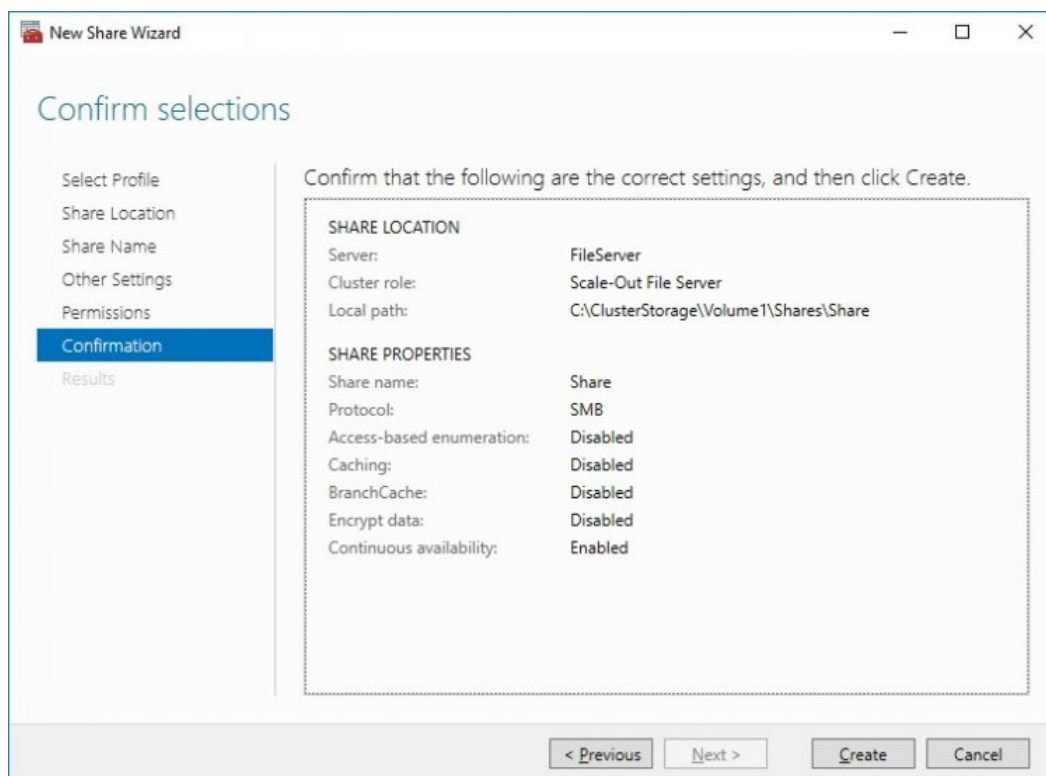 New Share Wizard
Confirm selections
Select Profile
Share Location
Share Name
Other Settings
Permissions
Confirmation
Results
Confirm that the following are the correct settings, and then click Create.
SHARE LOCATION
Server: FileServer
Cluster role: Scale-Out File Server
Local path: C:\ClusterStorage\Volume1\Shares\Share
SHARE PROPERTIES
Share name: Share
Protocol: SMB
Access-based enumeration: Disabled
Caching: Disabled
BranchCache: Disabled
Encrypt data: Disabled
Continuous availability: Enabled
< Previous Next > Create Cancel